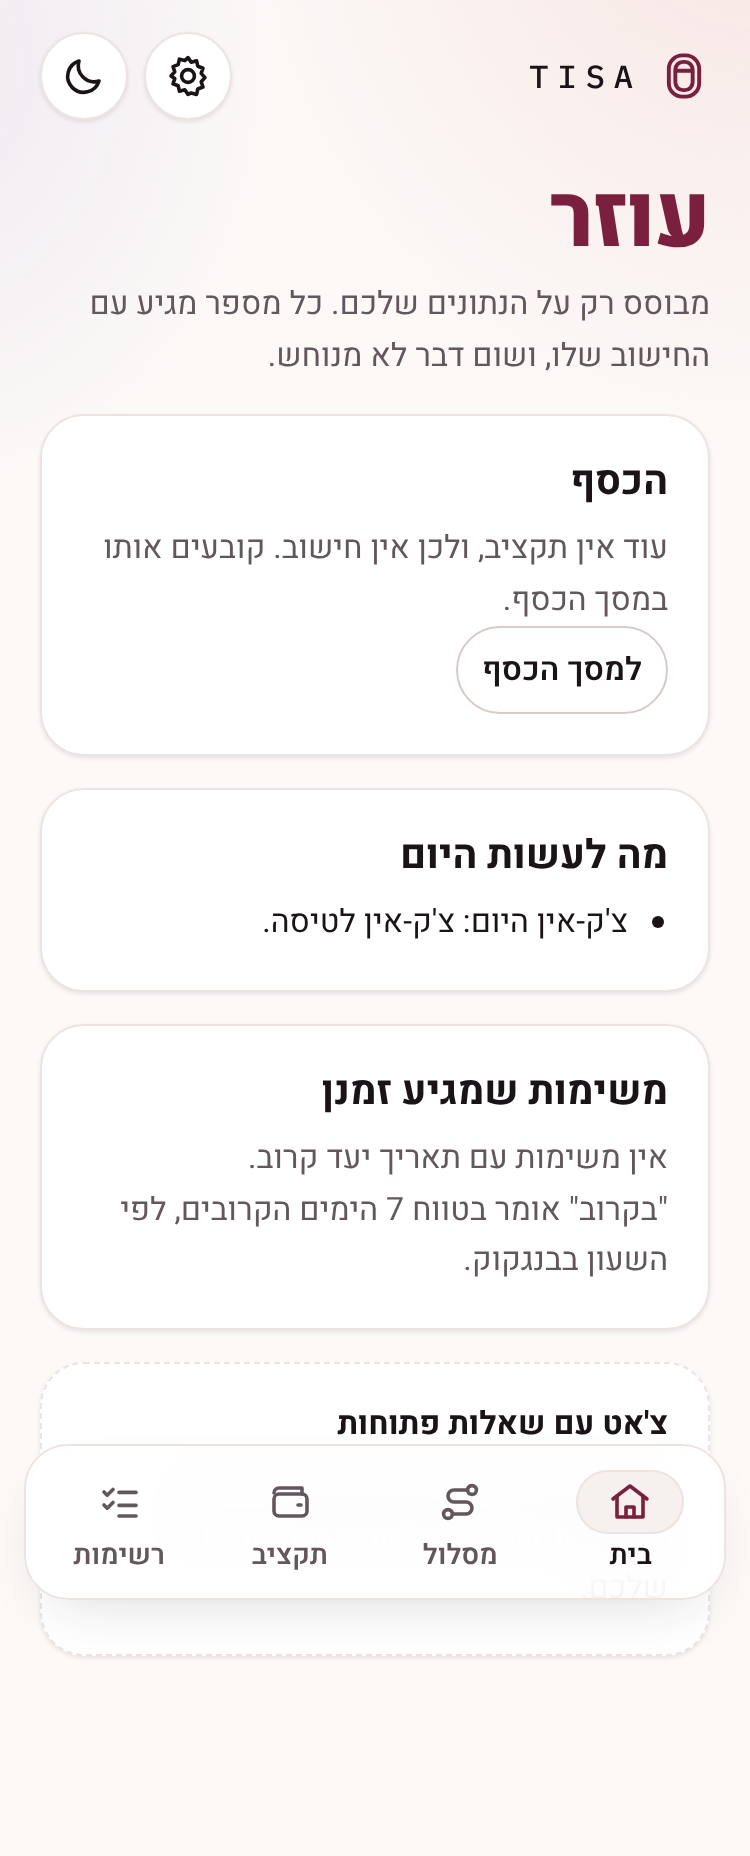 TISA
עוזר
מבוסס רק על הנתונים שלכם. כל מספר מגיע עם
החישוב שלו, ושום דבר לא מנוחש.
הכסף
עוד אין תקציב, ולכן אין חישוב. קובעים אותו
במסך הכסף.
למסך הכסף
מה לעשות היום
• צ'ק-אין היום: צ'ק-אין לטיסה.
משימות שמגיע זמנן
אין משימות עם תאריך יעד קרוב.
"בקרוב" אומר בטווח 7 הימים הקרובים, לפי
השעון בבנגקוק.
צ'אט עם שאלות פתוחות
שלכם.
בית
מסלול
תקציב
רשימות